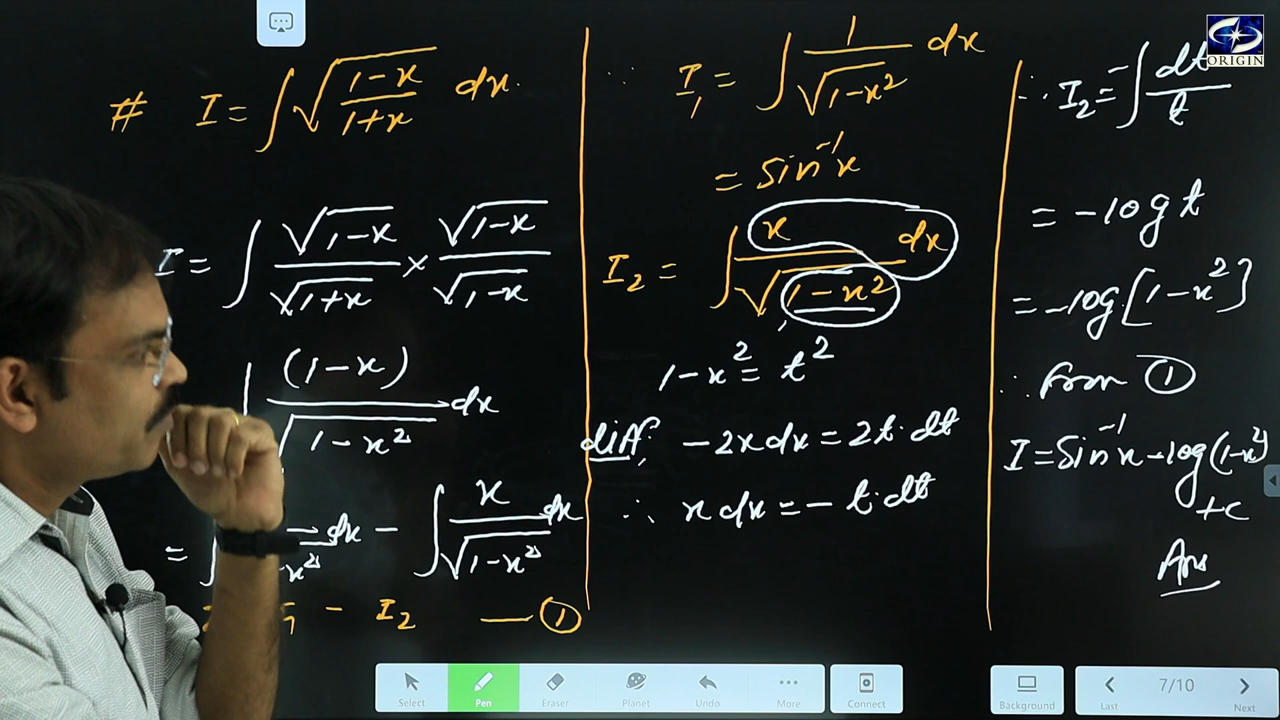 # I = ∫ √(1-x)/(1+x) dx.
I = ∫ √1-x/√1+x × √1-x/√1-x
∫ (1-x)/√1-x² dx
= ∫ dx - ∫ x/√1-x² dx
- I₂ — ①
∵ I₁ = ∫ 1/√1-x² dx
= sin⁻¹x
I₂ = ∫ x dx/√1-x²
1-x² = t²
diff. -2x dx = 2t. dt
∴ x dx = - t. dt
∴ I₂ = -∫ dt/t
= -log t
= -log[1-x²]
∴ from ①
I = sin⁻¹x - log(1-x²)
+c
Ans
ORIGIN
Select Pen Eraser Planet Undo More Connect Background Last 7/10 Next